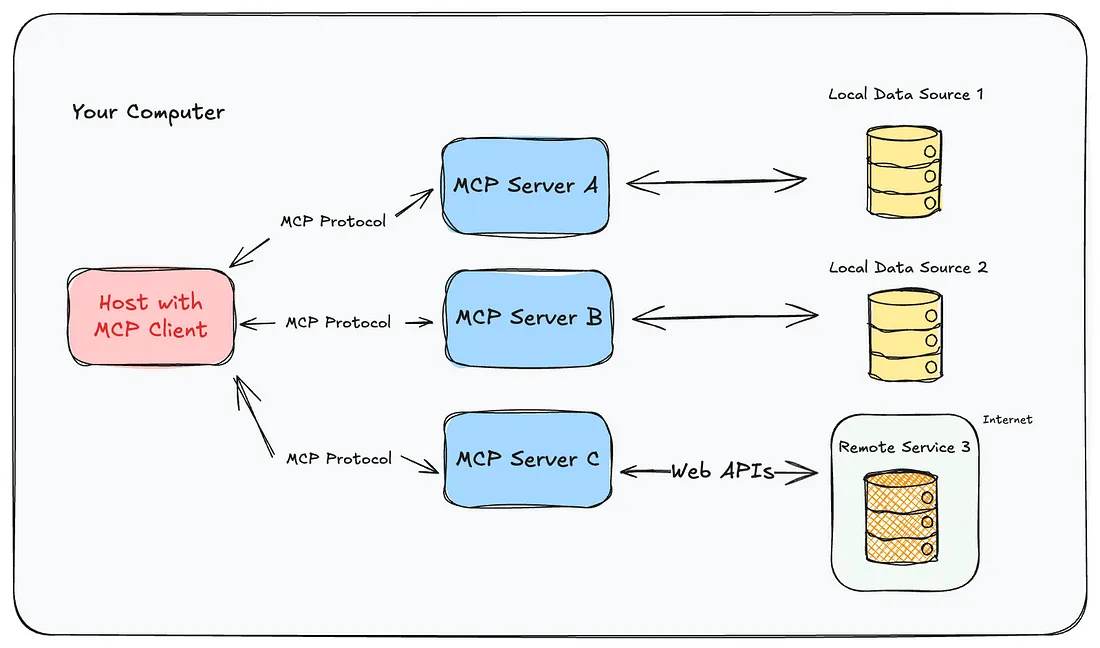 Your Computer
Local Data Source 1
MCP Server A
MCP Protocol
Local Data Source 2
Host with
MCP Client
MCP Protocol
MCP Server B
Internet
Remote Service 3
MCP Protocol
MCP Server C
Web APIs